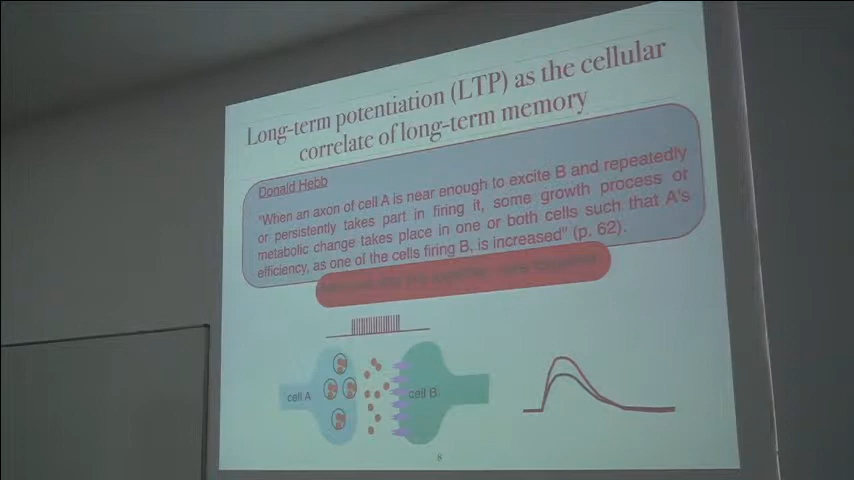 Long-term potentiation (LTP) as the cellular
correlate of long-term memory
Donald Hebb
"When an axon of cell A is near enough to excite B and repeatedly
or persistently takes part in firing it, some growth process or
metabolic change takes place in one or both cells such that A's
efficiency, as one of the cells firing B, is increased" (p. 62).
cell A
cell B
8